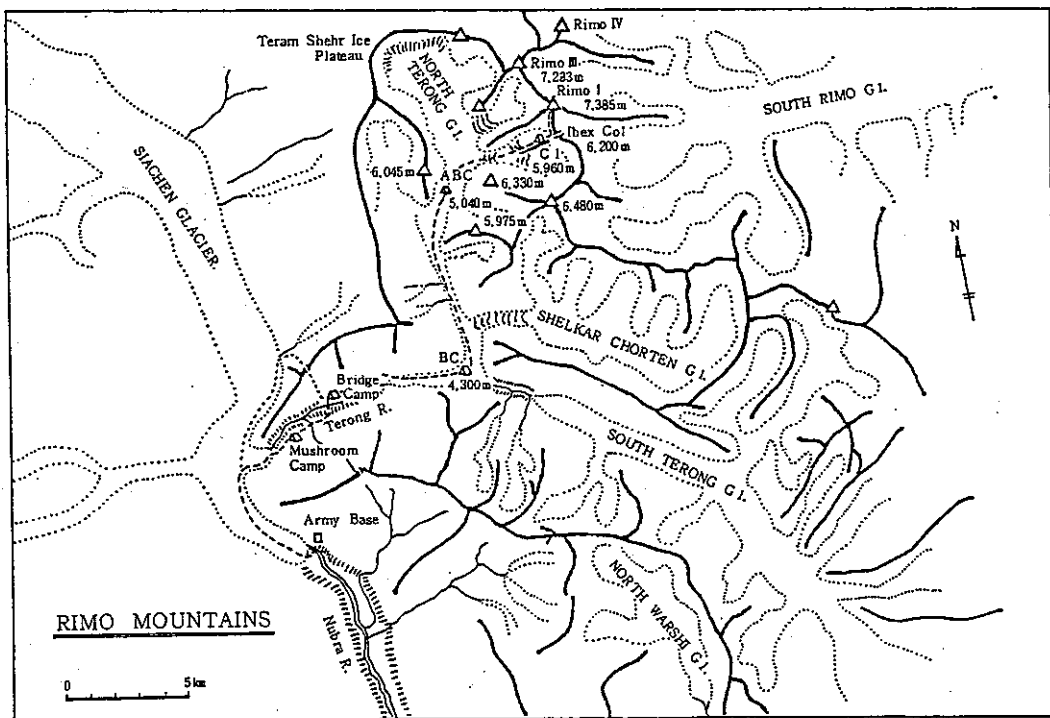 Rimo IV
Teram Shehr Ice
Plateau
Rimo III
7.233m
NORTH
TERONG Gl.
Rimo I
7.385m
SOUTH RIMO Gl.
Ibex Col
6.200m
C 1
5.960m
SIACHEN GLACIER
6.045m
ABC
5.040m
6.330m
5.975m
6.480m
N
SHELKAR CHORTEN Gl.
BC
4.300m
Bridge
Camp
Terong R.
Mushroom
Camp
SOUTH TERONG Gl.
Army Base
NORTH WARSHI Gl.
RIMO MOUNTAINS
Nubra R.
0 5km